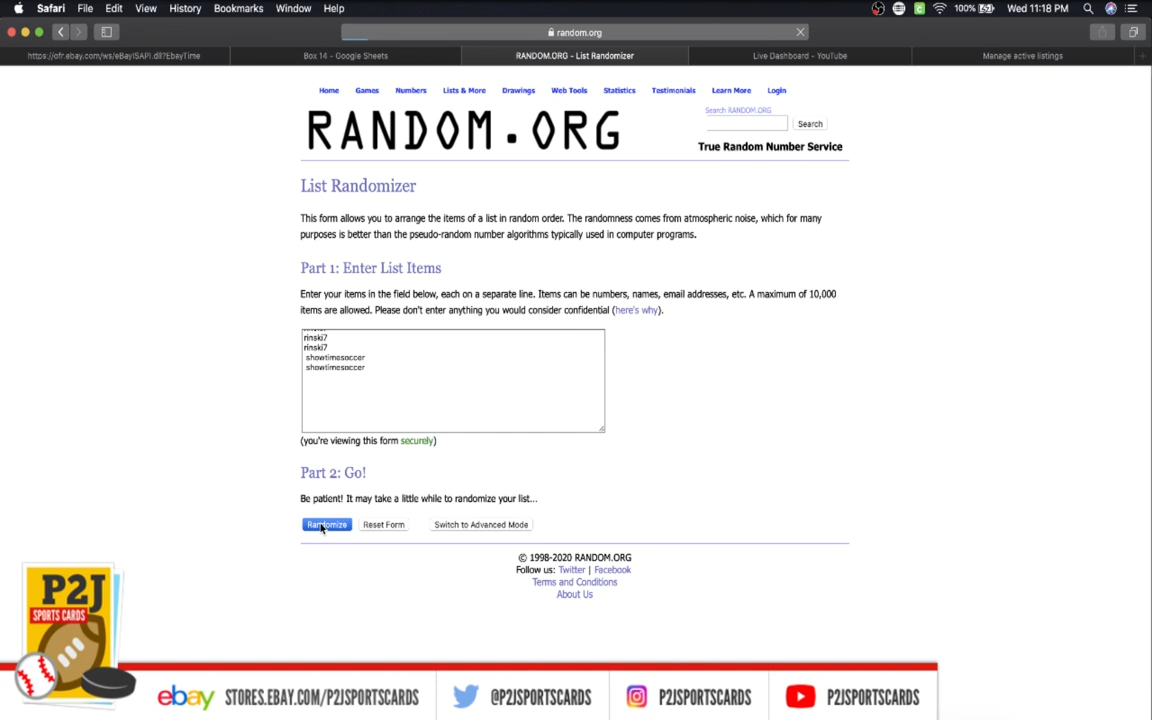 Safari File Edit View History Bookmarks Window Help 100% Wed 11:18 PM
random.org
https://ofr.ebay.com/ws/eBayISAPI.dll?EbayTime Box 14 - Google Sheets RANDOM.ORG - List Randomizer Live Dashboard - YouTube Manage active listings
Home Games Numbers Lists & More Drawings Web Tools Statistics Testimonials Learn More Login
Search RANDOM.ORG
RANDOM.ORG
Search
True Random Number Service
List Randomizer
This form allows you to arrange the items of a list in random order. The randomness comes from atmospheric noise, which for many
purposes is better than the pseudo-random number algorithms typically used in computer programs.
Part 1: Enter List Items
Enter your items in the field below, each on a separate line. Items can be numbers, names, email addresses, etc. A maximum of 10,000
items are allowed. Please don't enter anything you would consider confidential (here's why).
rinski7
rinski7
showtimesoccer
showtimesoccer
(you're viewing this form securely)
Part 2: Go!
Be patient! It may take a little while to randomize your list...
Randomize Reset Form Switch to Advanced Mode
© 1998-2020 RANDOM.ORG
Follow us: Twitter | Facebook
Terms and Conditions
About Us
P2J
SPORTS CARDS
ebay STORES.EBAY.COM/P2JSPORTSCARDS @P2JSPORTSCARDS P2JSPORTSCARDS P2JSPORTSCARDS